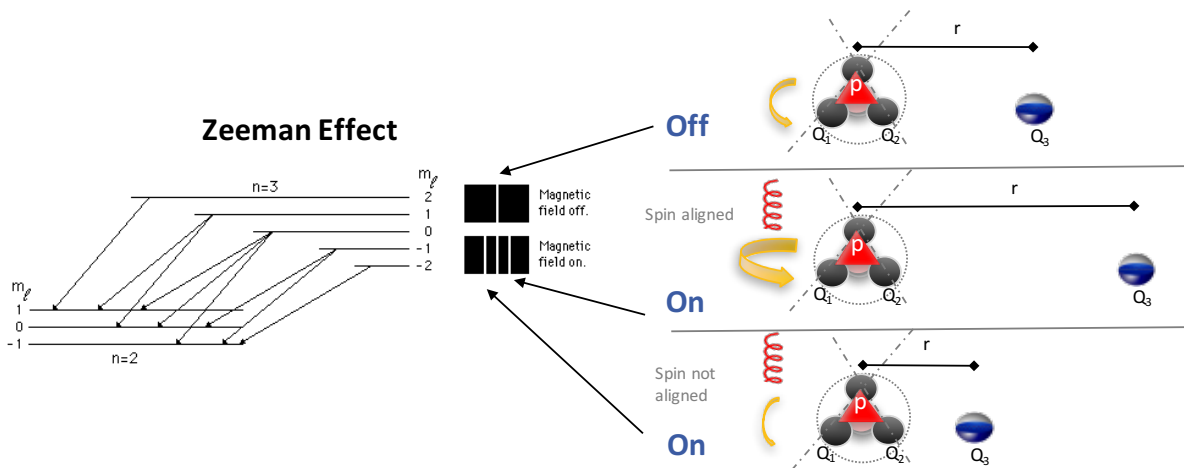 Zeeman Effect
n=3
mℓ
2
1
0
-1
-2
mℓ
1
0
-1
n=2
Magnetic
field off.
Magnetic
field on.
Off
r
p
Q1
Q2
Q3
Spin aligned
On
r
p
Q1
Q2
Q3
Spin not
aligned
On
r
p
Q1
Q2
Q3